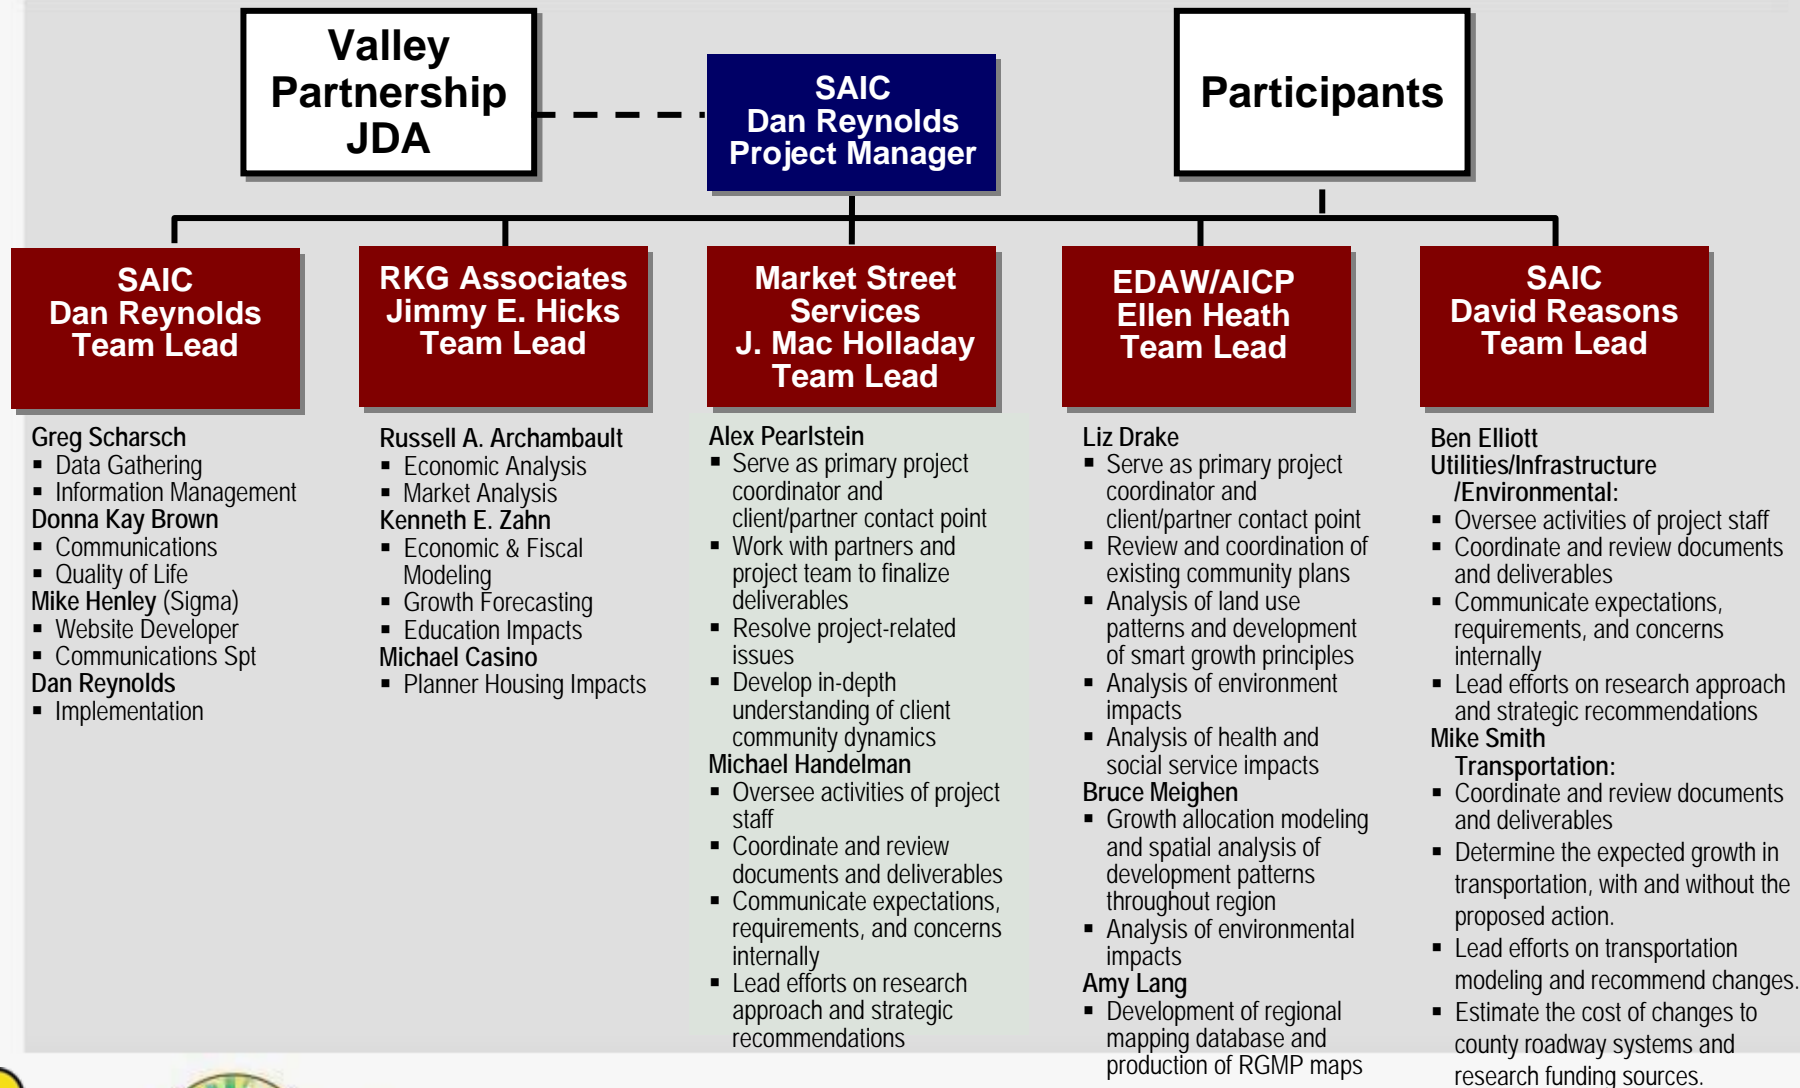 Valley
Partnership
JDA
SAIC
Dan Reynolds
Project Manager
Participants
SAIC
Dan Reynolds
Team Lead
RKG Associates
Jimmy E. Hicks
Team Lead
Market Street
Services
J. Mac Holladay
Team Lead
EDAW/AICP
Ellen Heath
Team Lead
SAIC
David Reasons
Team Lead
Greg Scharsch
▪ Data Gathering
▪ Information Management
Donna Kay Brown
▪ Communications
▪ Quality of Life
Mike Henley (Sigma)
▪ Website Developer
▪ Communications Spt
Dan Reynolds
▪ Implementation
Russell A. Archambault
▪ Economic Analysis
▪ Market Analysis
Kenneth E. Zahn
▪ Economic & Fiscal
Modeling
▪ Growth Forecasting
▪ Education Impacts
Michael Casino
▪ Planner Housing Impacts
Alex Pearlstein
▪ Serve as primary project
coordinator and
client/partner contact point
▪ Work with partners and
project team to finalize
deliverables
▪ Resolve project-related
issues
▪ Develop in-depth
understanding of client
community dynamics
Michael Handelman
▪ Oversee activities of project
staff
▪ Coordinate and review
documents and deliverables
▪ Communicate expectations,
requirements, and concerns
internally
▪ Lead efforts on research
approach and strategic
recommendations
Liz Drake
▪ Serve as primary project
coordinator and
client/partner contact point
▪ Review and coordination of
existing community plans
▪ Analysis of land use
patterns and development
of smart growth principles
▪ Analysis of environment
impacts
▪ Analysis of health and
social service impacts
Bruce Meighen
▪ Growth allocation modeling
and spatial analysis of
development patterns
throughout region
▪ Analysis of environmental
impacts
Amy Lang
▪ Development of regional
mapping database and
production of RGMP maps
Ben Elliott
Utilities/Infrastructure
/Environmental:
▪ Oversee activities of project staff
▪ Coordinate and review documents
and deliverables
▪ Communicate expectations,
requirements, and concerns
internally
▪ Lead efforts on research approach
and strategic recommendations
Mike Smith
Transportation:
▪ Coordinate and review documents
and deliverables
▪ Determine the expected growth in
transportation, with and without the
proposed action.
▪ Lead efforts on transportation
modeling and recommend changes.
▪ Estimate the cost of changes to
county roadway systems and
research funding sources.